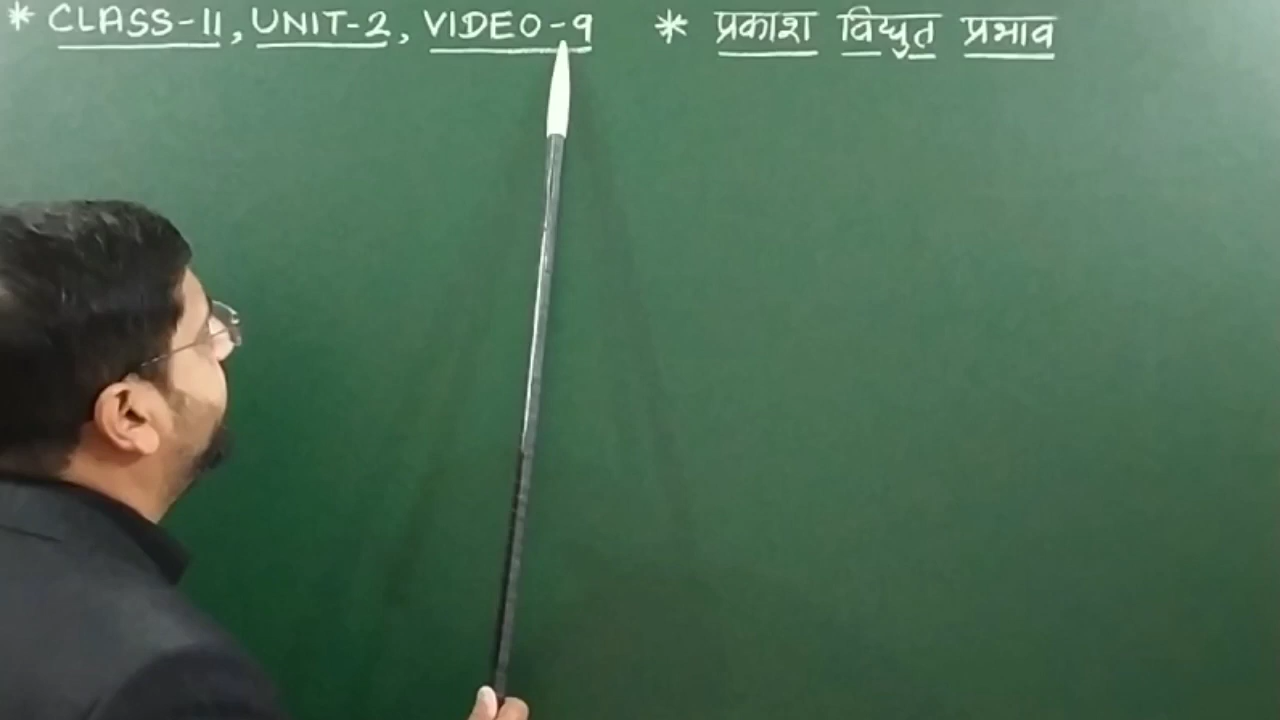 * CLASS-11, UNIT-2, VIDEO-9 * प्रकाश विद्युत प्रभाव